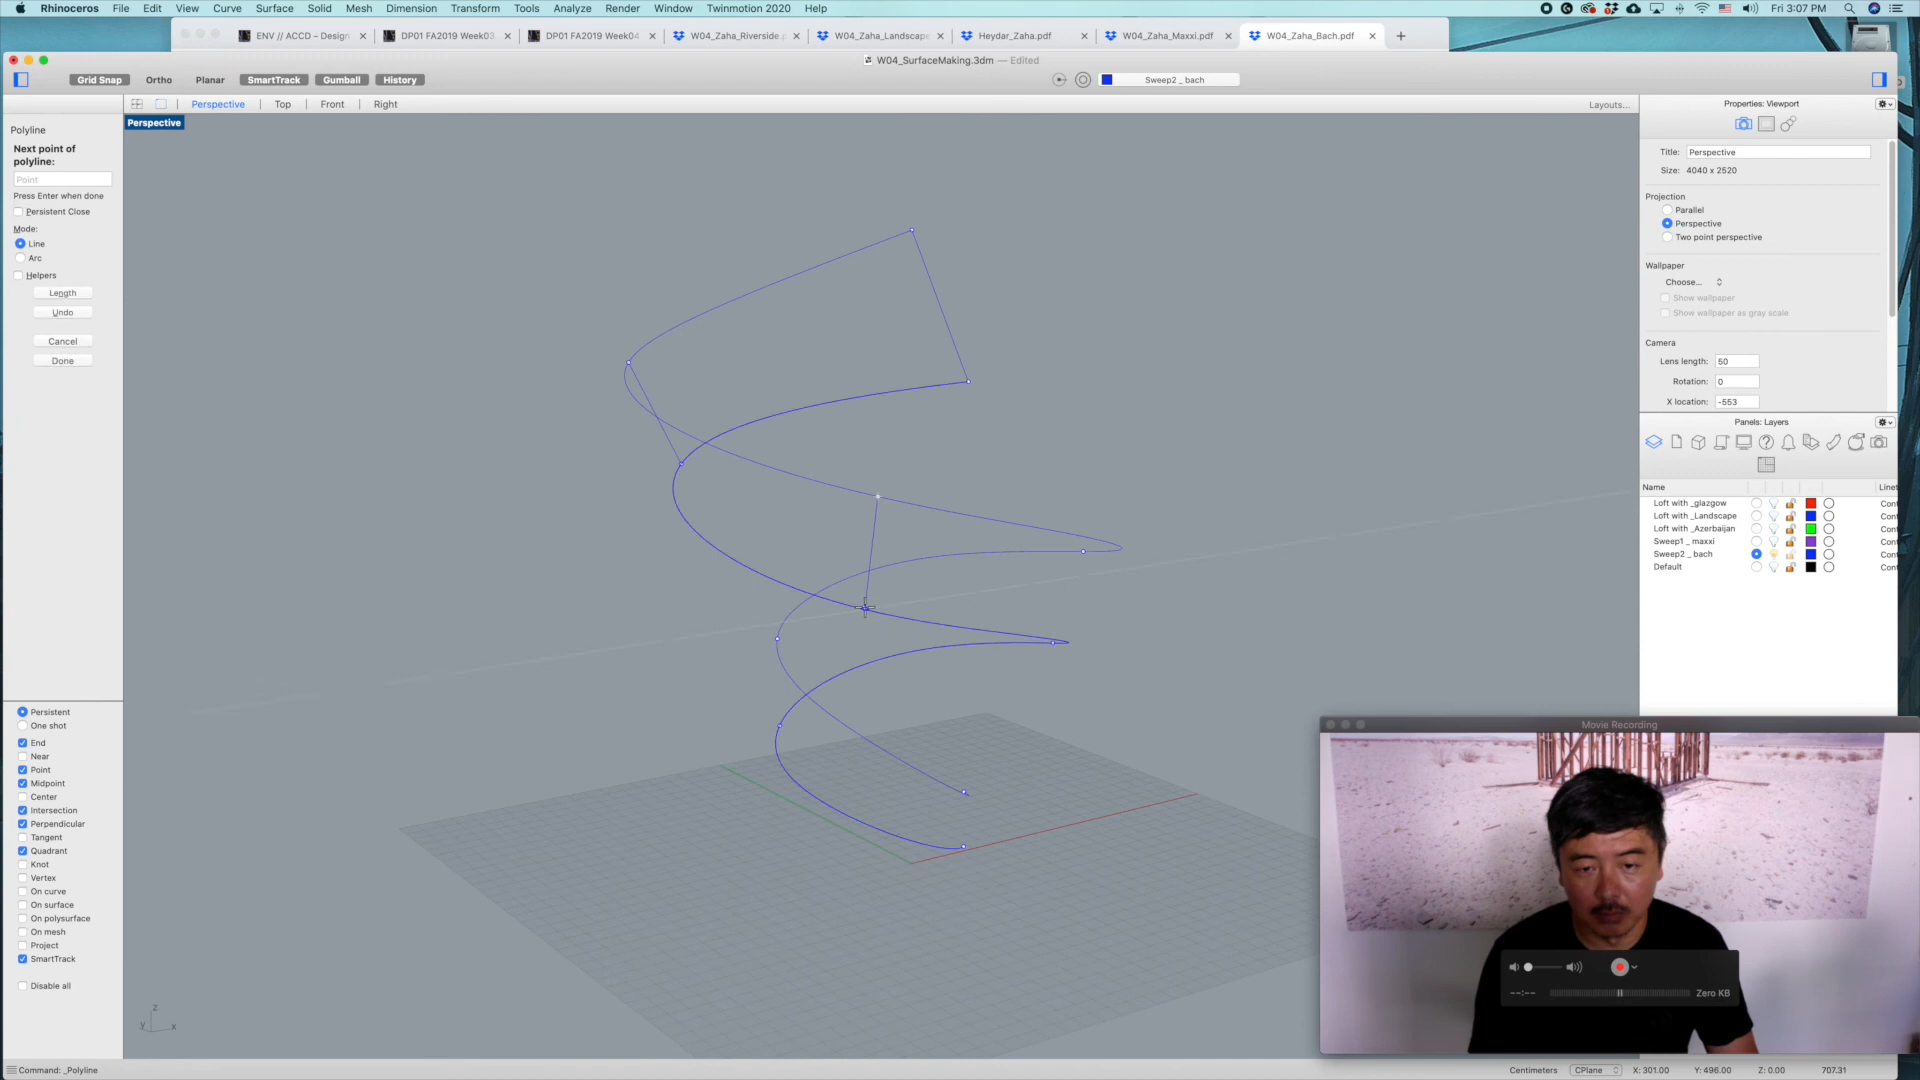 Rhinoceros File Edit View Curve Surface Solid Mesh Dimension Transform Tools Analyze Render Window Twinmotion 2020 Help Fri 3:07 PM
ENV // ACCD – Design DP01 FA2019 Week03 DP01 FA2019 Week04 W04_Zaha_Riverside.p W04_Zaha_Landscape Heydar_Zaha.pdf W04_Zaha_Maxxi.pdf W04_Zaha_Bach.pdf
W04_SurfaceMaking.3dm — Edited
Grid Snap Ortho Planar SmartTrack Gumball History Sweep2 _ bach
Perspective Top Front Right Layouts...
Perspective
Polyline
Next point of
polyline:
Point
Press Enter when done
Persistent Close
Mode:
Line
Arc
Helpers
Length
Undo
Cancel
Done
Persistent
One shot
End
Near
Point
Midpoint
Center
Intersection
Perpendicular
Tangent
Quadrant
Knot
Vertex
On curve
On surface
On polysurface
On mesh
Project
SmartTrack
Disable all
z
y x
Properties: Viewport
Title: Perspective
Size: 4040 x 2520
Projection
Parallel
Perspective
Two point perspective
Wallpaper
Choose...
Show wallpaper
Show wallpaper as gray scale
Camera
Lens length: 50
Rotation: 0
X location: -553
Panels: Layers
Name Linet
Loft with _glazgow Cont
Loft with _Landscape Cont
Loft with _Azerbaijan Cont
Sweep1 _ maxxi Cont
Sweep2 _ bach Cont
Default Cont
Movie Recording
--:-- Zero KB
Command: _Polyline Centimeters CPlane X: 301.00 Y: 496.00 Z: 0.00 707.31